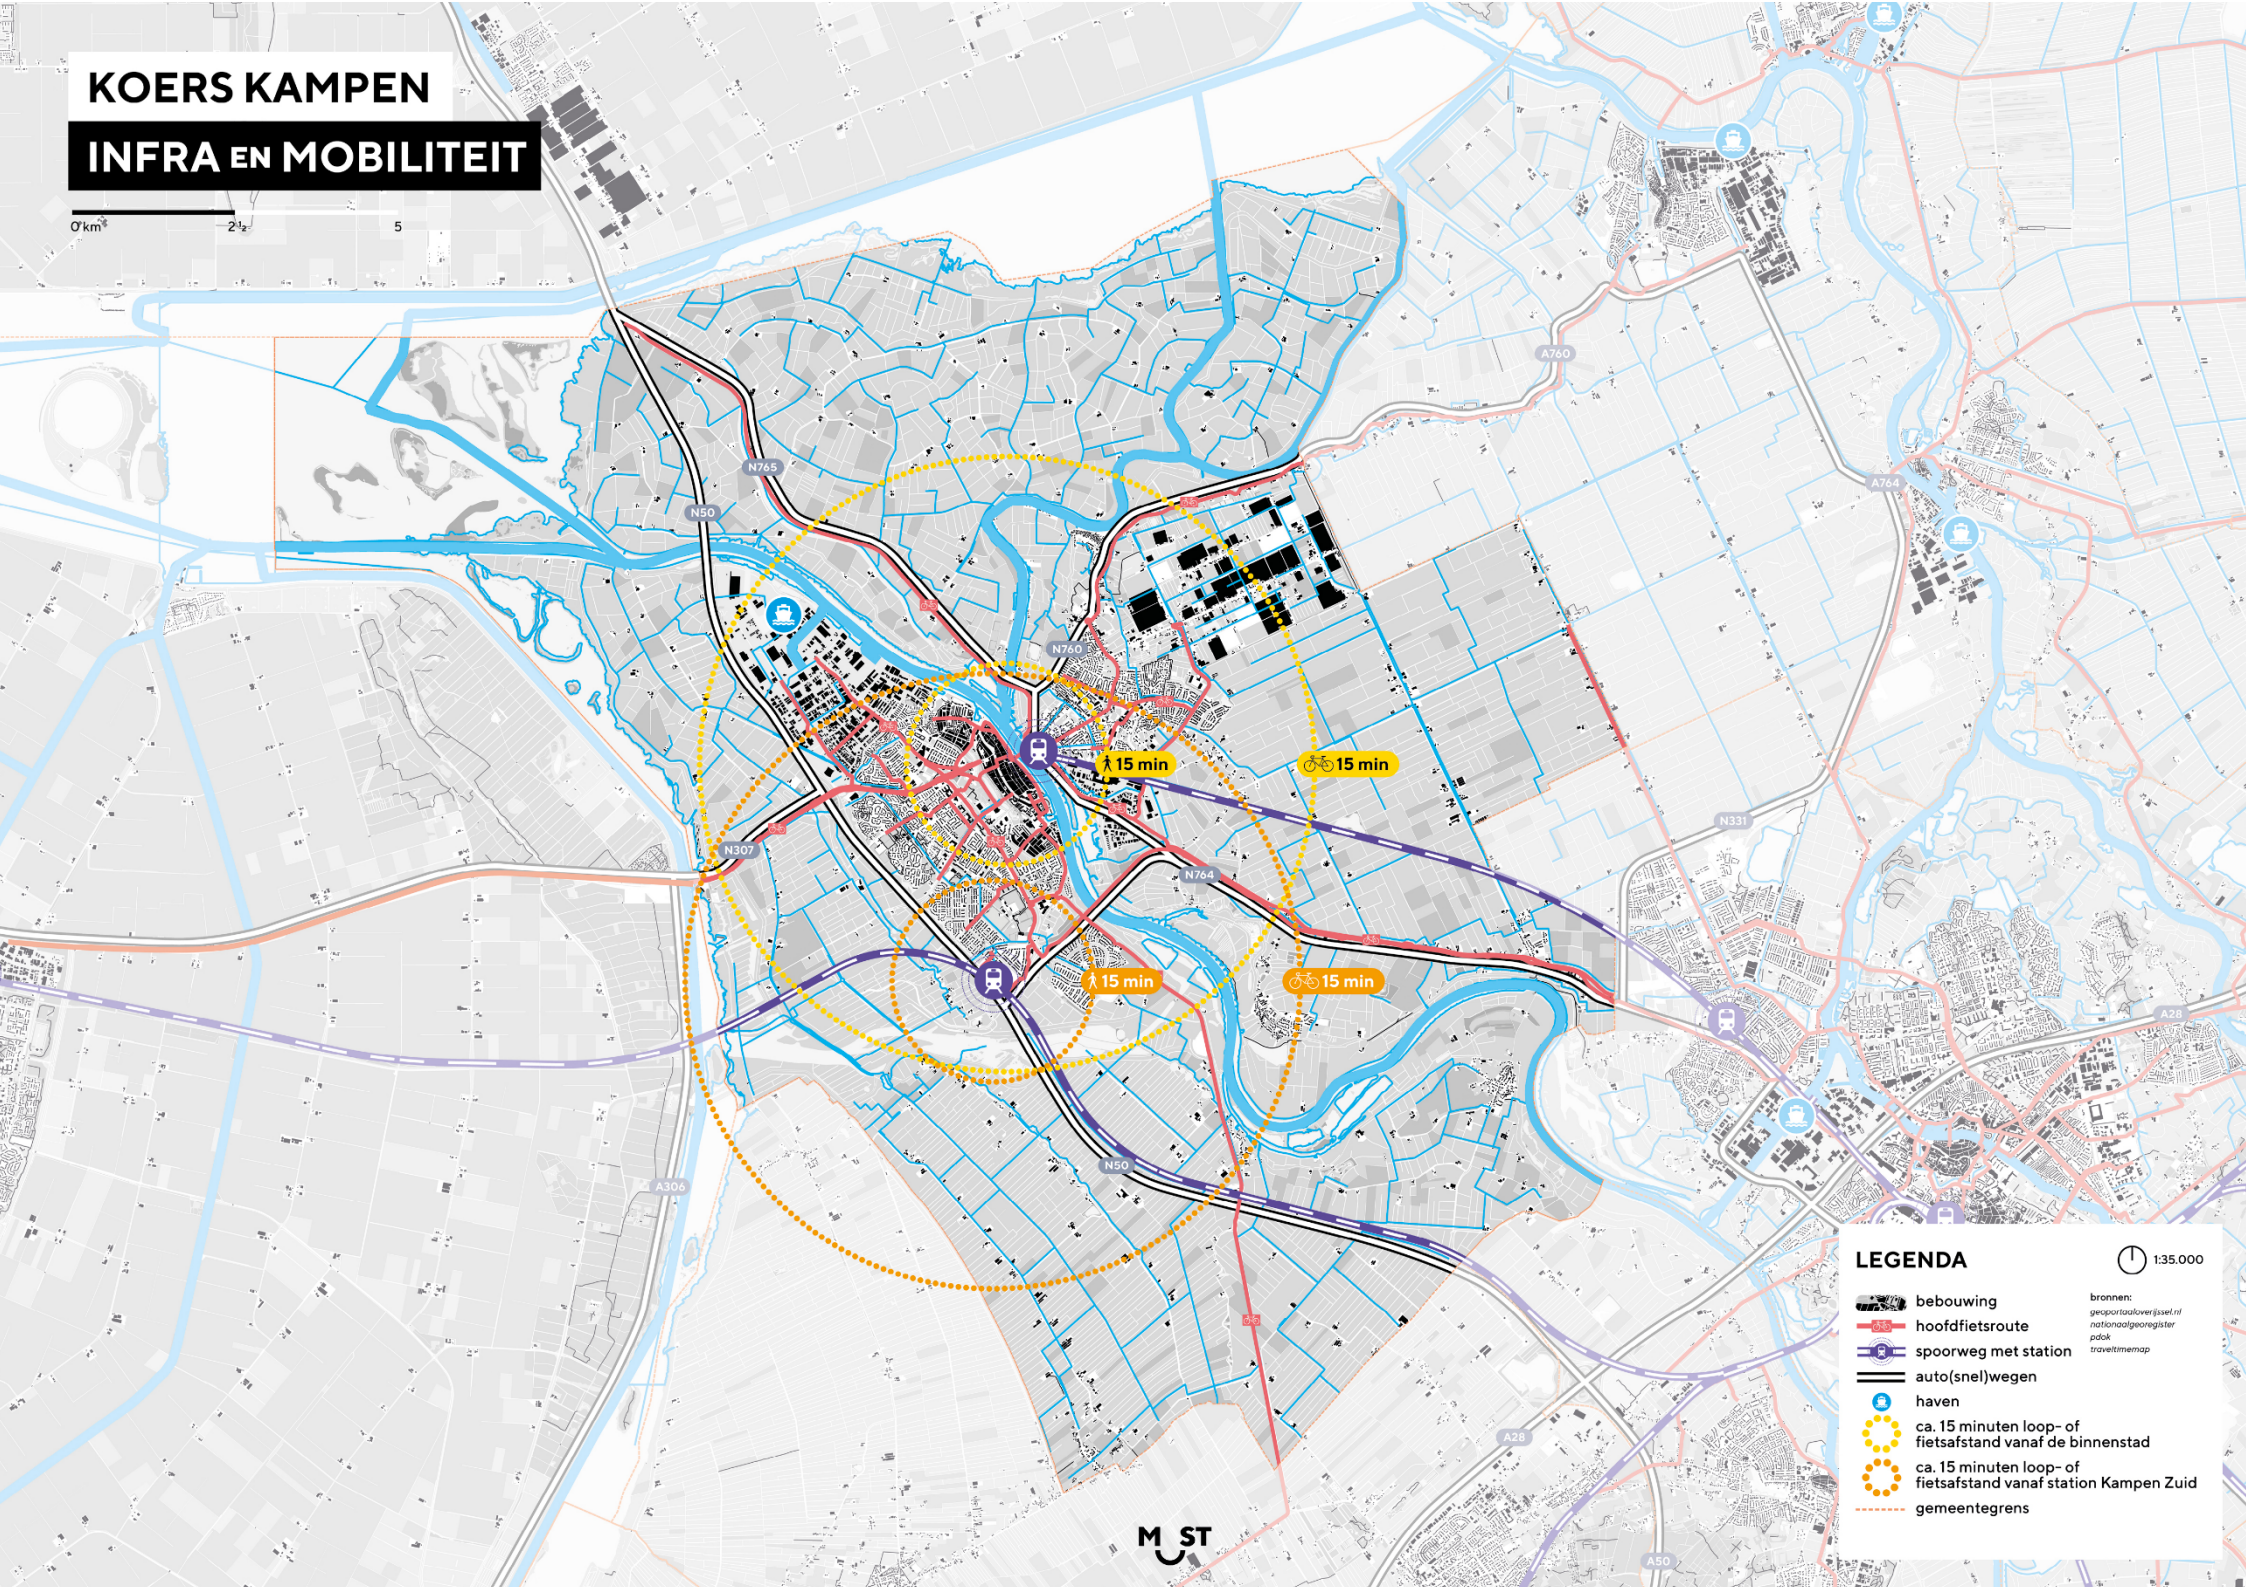 KOERS KAMPEN
INFRA EN MOBILITEIT
0 km 2½ 5
A760
N765
N50
A764
N760
15 min
15 min
N331
N307
N764
15 min
15 min
A28
N50
A306
A28
A50
MUST
LEGENDA
1:35.000
bebouwing
hoofdfietsroute
spoorweg met station
auto(snel)wegen
haven
ca. 15 minuten loop- of
fietsafstand vanaf de binnenstad
ca. 15 minuten loop- of
fietsafstand vanaf station Kampen Zuid
gemeentegrens
bronnen:
geoportaaloverijssel.nl
nationaalgeoregister
pdok
traveltimemap